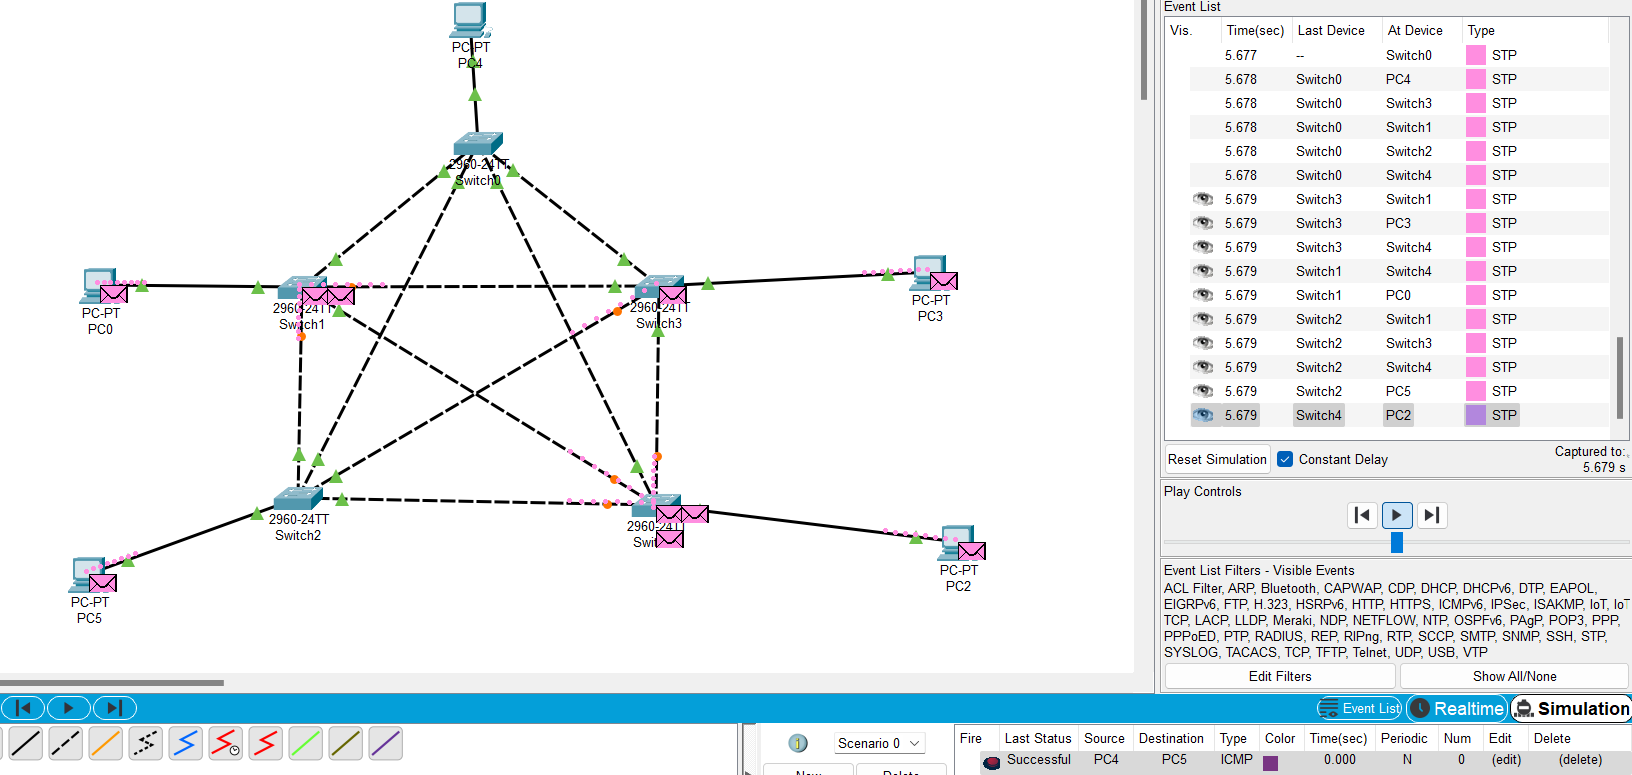 PC-PT
PC4
2960-24TT
Switch0
PC-PT
PC0
2960-24TT
Switch1
2960-24TT
Switch3
PC-PT
PC3
2960-24TT
Switch2
PC-PT
PC2
PC-PT
PC5
Event List
Vis. Time(sec) Last Device At Device Type
5.677 -- Switch0 STP
5.678 Switch0 PC4 STP
5.678 Switch0 Switch3 STP
5.678 Switch0 Switch1 STP
5.678 Switch0 Switch2 STP
5.678 Switch0 Switch4 STP
5.679 Switch3 Switch1 STP
5.679 Switch3 PC3 STP
5.679 Switch3 Switch4 STP
5.679 Switch1 Switch4 STP
5.679 Switch1 PC0 STP
5.679 Switch2 Switch1 STP
5.679 Switch2 Switch3 STP
5.679 Switch2 Switch4 STP
5.679 Switch2 PC5 STP
5.679 Switch4 PC2 STP
Reset Simulation Constant Delay Captured to:
5.679 s
Play Controls
Event List Filters - Visible Events
ACL Filter, ARP, Bluetooth, CAPWAP, CDP, DHCP, DHCPv6, DTP, EAPOL,
EIGRPv6, FTP, H.323, HSRPv6, HTTP, HTTPS, ICMPv6, IPSec, ISAKMP, IoT, IoT
TCP, LACP, LLDP, Meraki, NDP, NETFLOW, NTP, OSPFv6, PAgP, POP3, PPP,
PPPoED, PTP, RADIUS, REP, RIPng, RTP, SCCP, SMTP, SNMP, SSH, STP,
SYSLOG, TACACS, TCP, TFTP, Telnet, UDP, USB, VTP
Edit Filters Show All/None
Event List Realtime Simulation
Scenario 0
New Delete
Fire Last Status Source Destination Type Color Time(sec) Periodic Num Edit Delete
Successful PC4 PC5 ICMP 0.000 N 0 (edit) (delete)